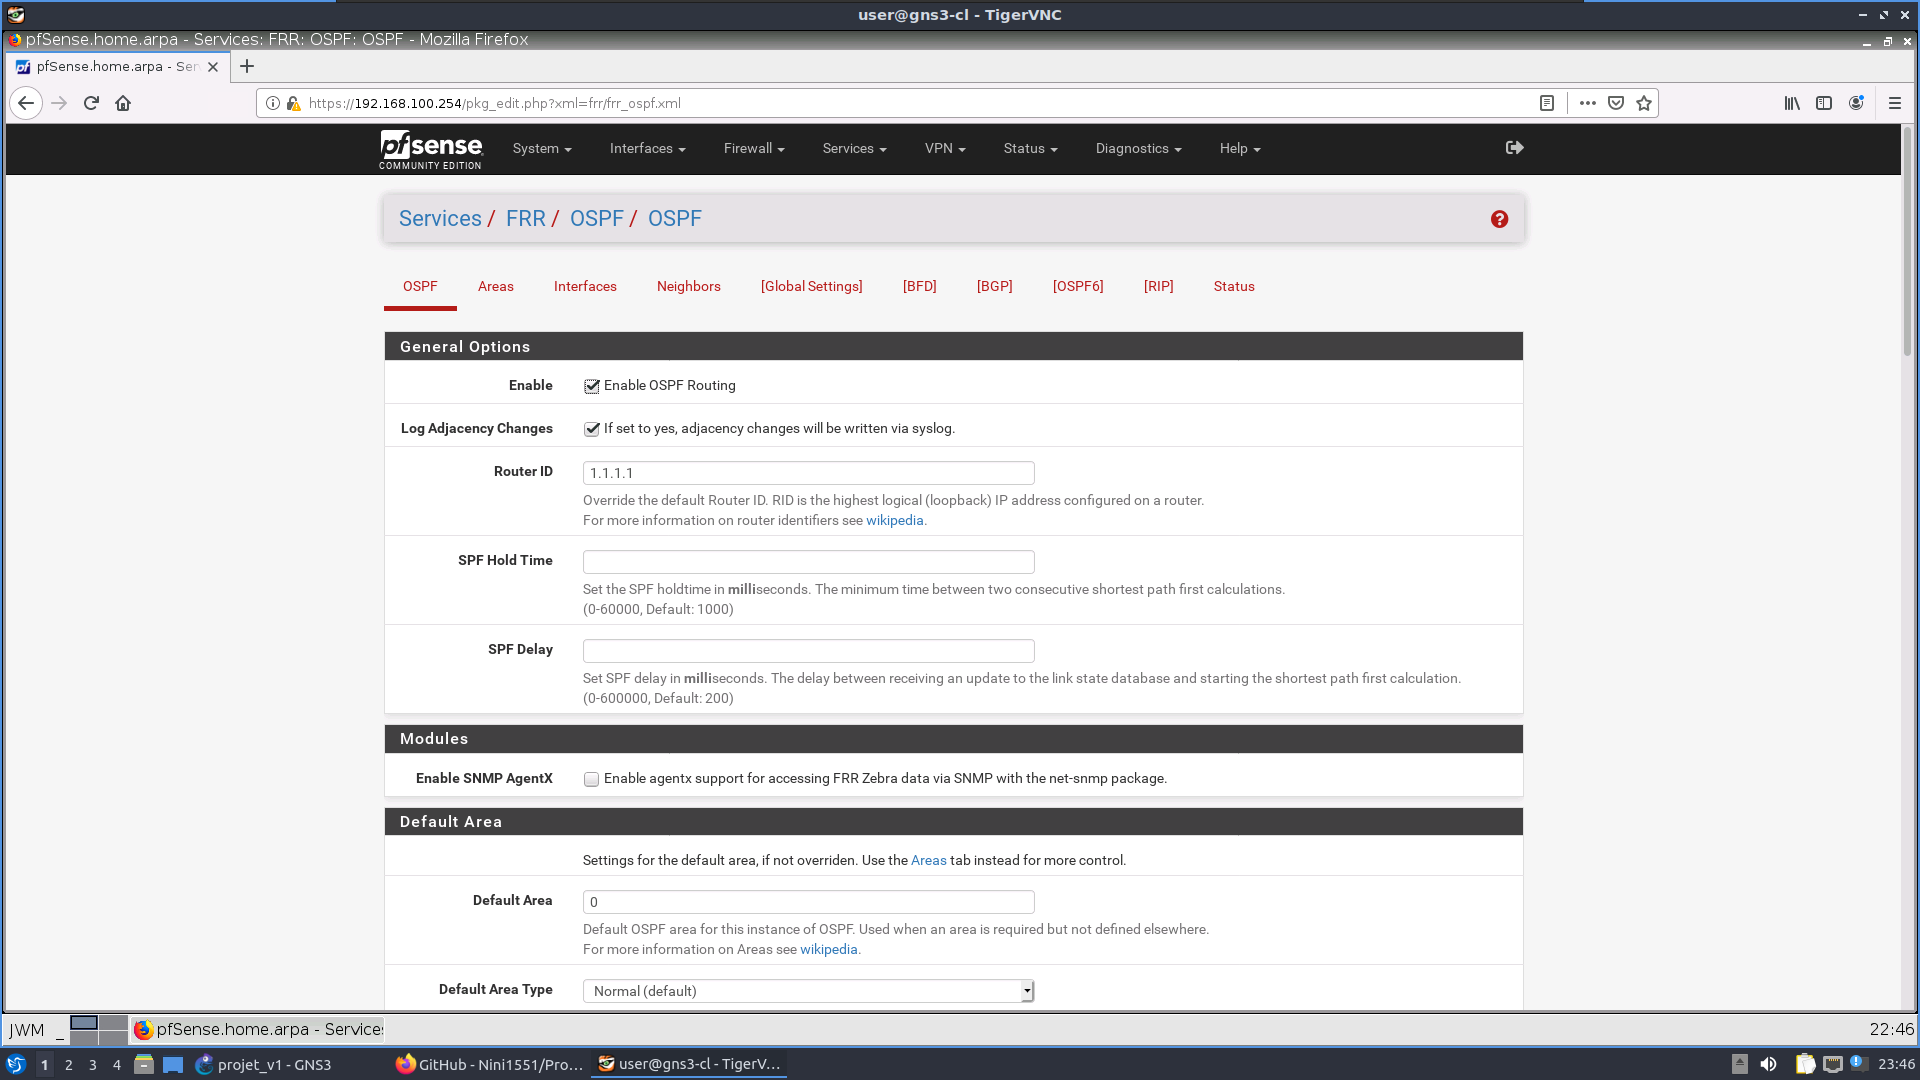 user@gns3-cl - TigerVNC
pfSense.home.arpa - Services: FRR: OSPF: OSPF - Mozilla Firefox
pfSense.home.arpa - Ser
https://192.168.100.254/pkg_edit.php?xml=frr/frr_ospf.xml
pfsense
COMMUNITY EDITION
System Interfaces Firewall Services VPN Status Diagnostics Help
Services / FRR / OSPF / OSPF
OSPF Areas Interfaces Neighbors [Global Settings] [BFD] [BGP] [OSPF6] [RIP] Status
General Options
Enable Enable OSPF Routing
Log Adjacency Changes If set to yes, adjacency changes will be written via syslog.
Router ID 1.1.1.1
Override the default Router ID. RID is the highest logical (loopback) IP address configured on a router.
For more information on router identifiers see wikipedia.
SPF Hold Time
Set the SPF holdtime in milliseconds. The minimum time between two consecutive shortest path first calculations.
(0-60000, Default: 1000)
SPF Delay
Set SPF delay in milliseconds. The delay between receiving an update to the link state database and starting the shortest path first calculation.
(0-600000, Default: 200)
Modules
Enable SNMP AgentX Enable agentx support for accessing FRR Zebra data via SNMP with the net-snmp package.
Default Area
Settings for the default area, if not overriden. Use the Areas tab instead for more control.
Default Area 0
Default OSPF area for this instance of OSPF. Used when an area is required but not defined elsewhere.
For more information on Areas see wikipedia.
Default Area Type Normal (default)
JWM _ pfSense.home.arpa - Services 22:46
1 2 3 4 projet_v1 - GNS3 GitHub - Nini1551/Pro... user@gns3-cl - TigerV... 23:46